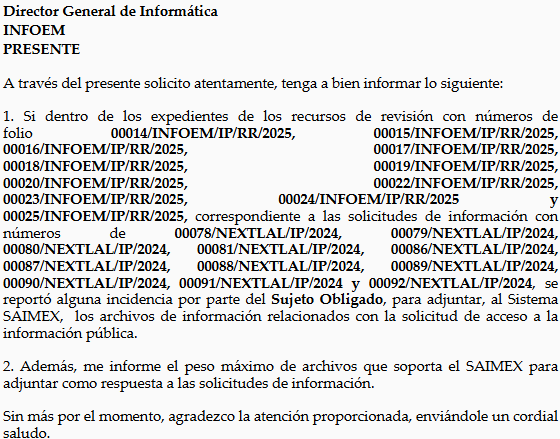 Director General de Informática
INFOEM
PRESENTE
A través del presente solicito atentamente, tenga a bien informar lo siguiente:
1. Si dentro de los expedientes de los recursos de revisión con números de
folio 00014/INFOEM/IP/RR/2025, 00015/INFOEM/IP/RR/2025,
00016/INFOEM/IP/RR/2025, 00017/INFOEM/IP/RR/2025,
00018/INFOEM/IP/RR/2025, 00019/INFOEM/IP/RR/2025,
00020/INFOEM/IP/RR/2025, 00022/INFOEM/IP/RR/2025,
00023/INFOEM/IP/RR/2025, 00024/INFOEM/IP/RR/2025 y
00025/INFOEM/IP/RR/2025, correspondiente a las solicitudes de información con
números de 00078/NEXTLAL/IP/2024, 00079/NEXTLAL/IP/2024,
00080/NEXTLAL/IP/2024, 00081/NEXTLAL/IP/2024, 00086/NEXTLAL/IP/2024,
00087/NEXTLAL/IP/2024, 00088/NEXTLAL/IP/2024, 00089/NEXTLAL/IP/2024,
00090/NEXTLAL/IP/2024, 00091/NEXTLAL/IP/2024 y 00092/NEXTLAL/IP/2024, se
reportó alguna incidencia por parte del Sujeto Obligado, para adjuntar, al Sistema
SAIMEX, los archivos de información relacionados con la solicitud de acceso a la
información pública.
2. Además, me informe el peso máximo de archivos que soporta el SAIMEX para
adjuntar como respuesta a las solicitudes de información.
Sin más por el momento, agradezco la atención proporcionada, enviándole un cordial
saludo.